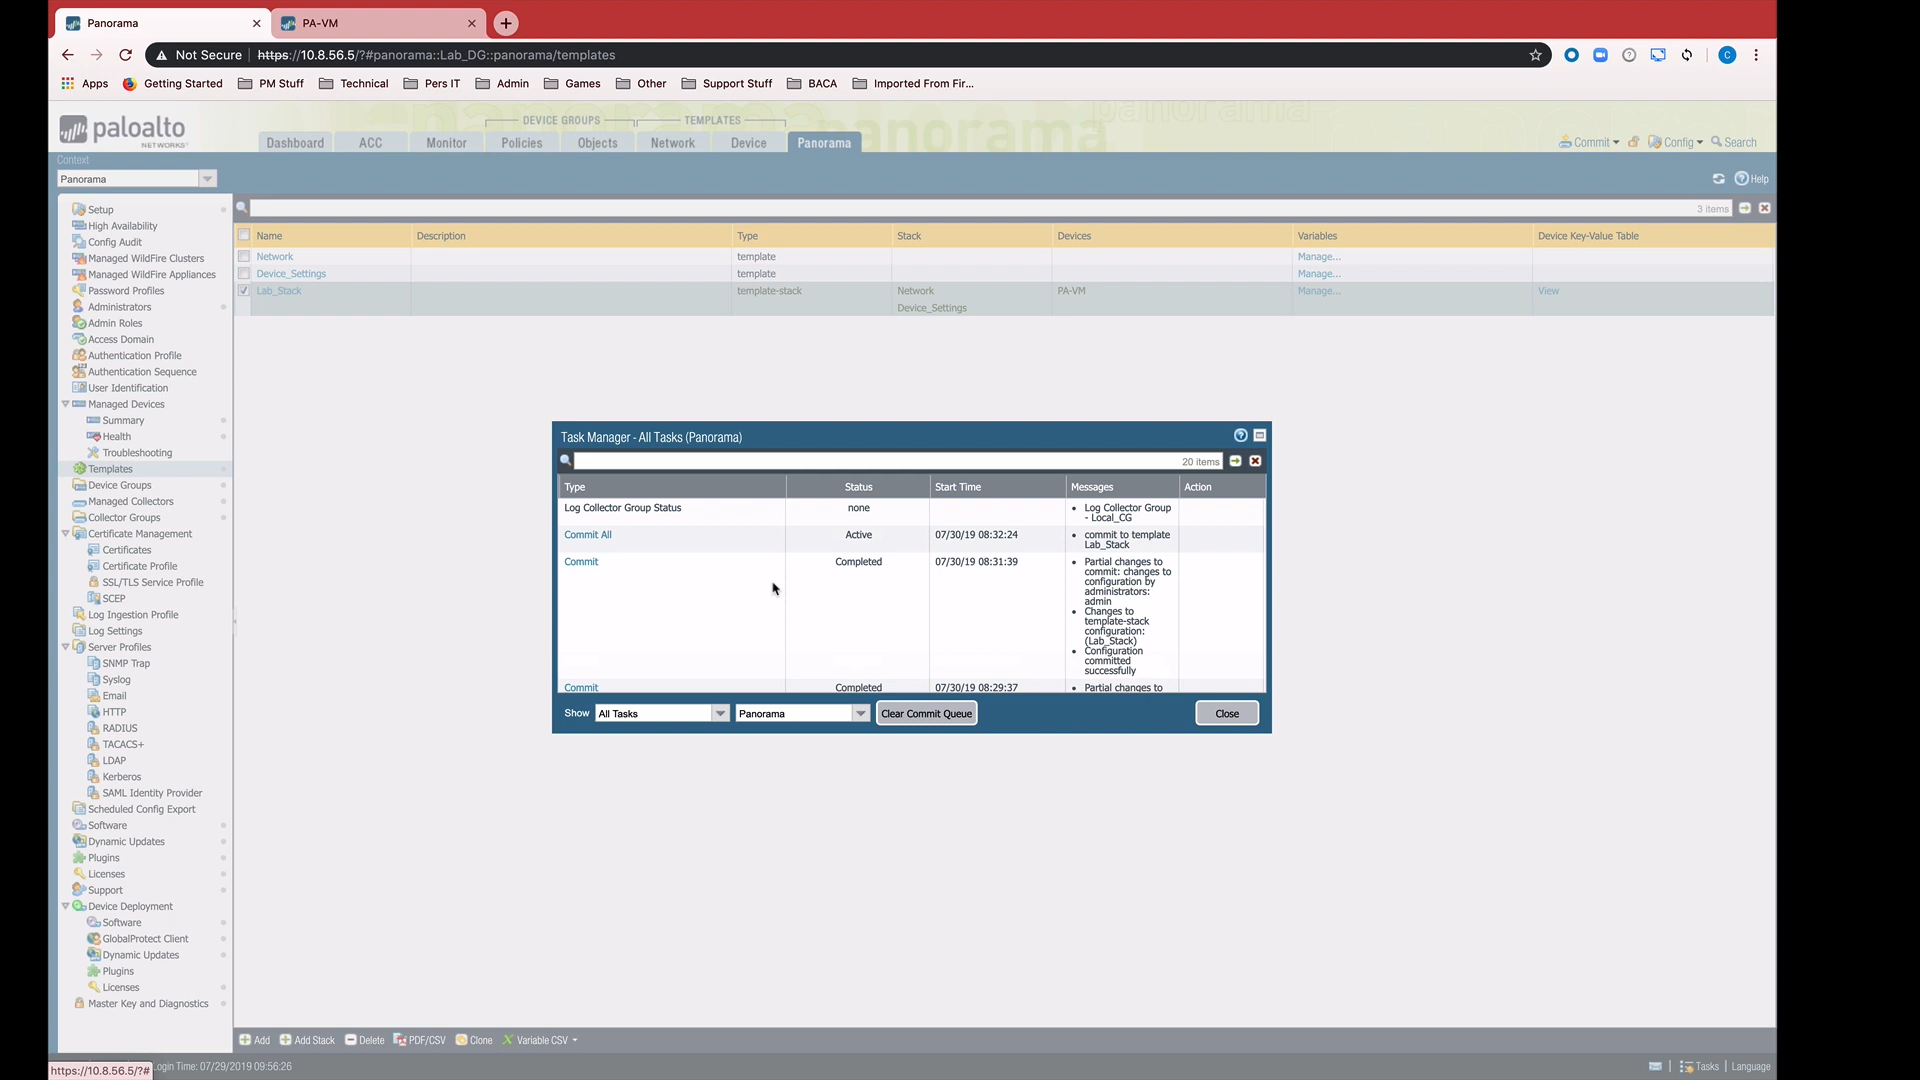 Panorama
PA-VM
Not Secure https://10.8.56.5/?#panorama::Lab_DG::panorama/templates
Apps Getting Started PM Stuff Technical Pers IT Admin Games Other Support Stuff BACA Imported From Fir...
panorama
paloalto
NETWORKS
DEVICE GROUPS TEMPLATES
Dashboard ACC Monitor Policies Objects Network Device Panorama
Commit Config Search
Context
Panorama
Help
Setup
High Availability
Config Audit
Managed WildFire Clusters
Managed WildFire Appliances
Password Profiles
Administrators
Admin Roles
Access Domain
Authentication Profile
Authentication Sequence
User Identification
Managed Devices
Summary
Health
Troubleshooting
Templates
Device Groups
Managed Collectors
Collector Groups
Certificate Management
Certificates
Certificate Profile
SSL/TLS Service Profile
SCEP
Log Ingestion Profile
Log Settings
Server Profiles
SNMP Trap
Syslog
Email
HTTP
RADIUS
TACACS+
LDAP
Kerberos
SAML Identity Provider
Scheduled Config Export
Software
Dynamic Updates
Plugins
Licenses
Support
Device Deployment
Software
GlobalProtect Client
Dynamic Updates
Plugins
Licenses
Master Key and Diagnostics
3 items
Name Description Type Stack Devices Variables Device Key-Value Table
Network template Manage...
Device_Settings template Manage...
Lab_Stack template-stack Network PA-VM Manage... View
Device_Settings
Task Manager - All Tasks (Panorama)
20 items
Type Status Start Time Messages Action
Log Collector Group Status none Log Collector Group
- Local_CG
Commit All Active 07/30/19 08:32:24 commit to template
Lab_Stack
Commit Completed 07/30/19 08:31:39 Partial changes to
commit: changes to
configuration by
administrators:
admin
Changes to
template-stack
configuration:
(Lab_Stack)
Configuration
committed
successfully
Commit Completed 07/30/19 08:29:37 Partial changes to
Show All Tasks Panorama Clear Commit Queue Close
Add Add Stack Delete PDF/CSV Clone Variable CSV
https://10.8.56.5/?# Login Time: 07/29/2019 09:56:26
Tasks Language